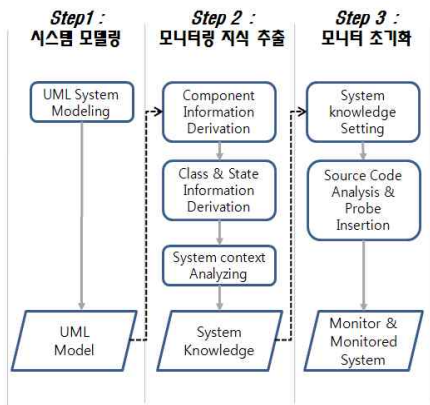 Step1 :
시스템 모델링
UML System
Modeling
UML
Model
Step 2 :
모니터링 지식 추출
Component
Information
Derivation
Class & State
Information
Derivation
System context
Analyzing
System
Knowledge
Step 3 :
모니터 초기화
System
knowledge
Setting
Source Code
Analysis &
Probe
Insertion
Monitor &
Monitored
System